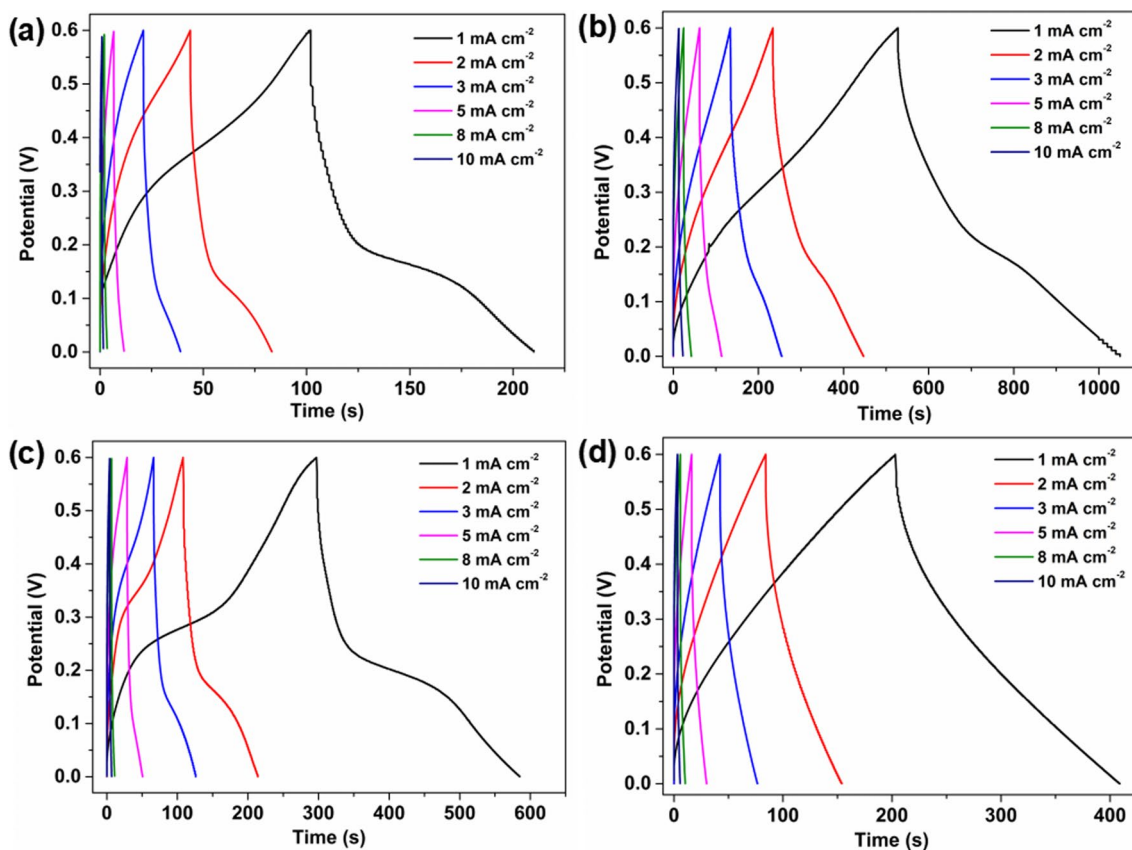 (a)
0.6
0.5
0.4
0.3
0.2
0.1
0.0
Potential (V)
1 mA cm⁻²
2 mA cm⁻²
3 mA cm⁻²
5 mA cm⁻²
8 mA cm⁻²
10 mA cm⁻²
0 50 100 150 200
Time (s)
(b)
0.6
0.5
0.4
0.3
0.2
0.1
0.0
Potential (V)
1 mA cm⁻²
2 mA cm⁻²
3 mA cm⁻²
5 mA cm⁻²
8 mA cm⁻²
10 mA cm⁻²
0 200 400 600 800 1000
Time (s)
(c)
0.6
0.5
0.4
0.3
0.2
0.1
0.0
Potential (V)
1 mA cm⁻²
2 mA cm⁻²
3 mA cm⁻²
5 mA cm⁻²
8 mA cm⁻²
10 mA cm⁻²
0 100 200 300 400 500 600
Time (s)
(d)
0.6
0.5
0.4
0.3
0.2
0.1
0.0
Potential (V)
1 mA cm⁻²
2 mA cm⁻²
3 mA cm⁻²
5 mA cm⁻²
8 mA cm⁻²
10 mA cm⁻²
0 100 200 300 400
Time (s)